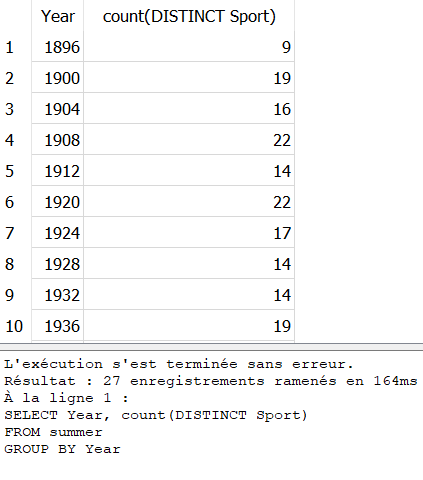 Year count(DISTINCT Sport)
1 1896 9
2 1900 19
3 1904 16
4 1908 22
5 1912 14
6 1920 22
7 1924 17
8 1928 14
9 1932 14
10 1936 19
L'exécution s'est terminée sans erreur.
Résultat : 27 enregistrements ramenés en 164ms
À la ligne 1 :
SELECT Year, count(DISTINCT Sport)
FROM summer
GROUP BY Year